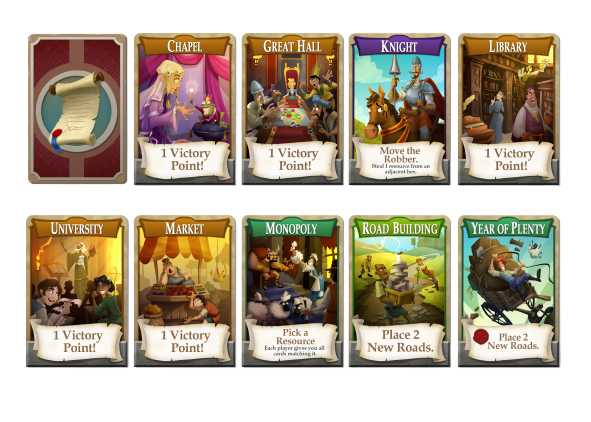 CHAPEL
1 Victory
Point!
GREAT HALL
1 Victory
Point!
KNIGHT
Move the
Robber.
Steal 1 resource from an
adjacent hex.
LIBRARY
1 Victory
Point!
UNIVERSITY
1 Victory
Point!
MARKET
1 Victory
Point!
MONOPOLY
Pick a
Resource
Each player gives you all
cards matching it.
ROAD BUILDING
Place 2
New Roads.
YEAR OF PLENTY
Place 2
New Roads.